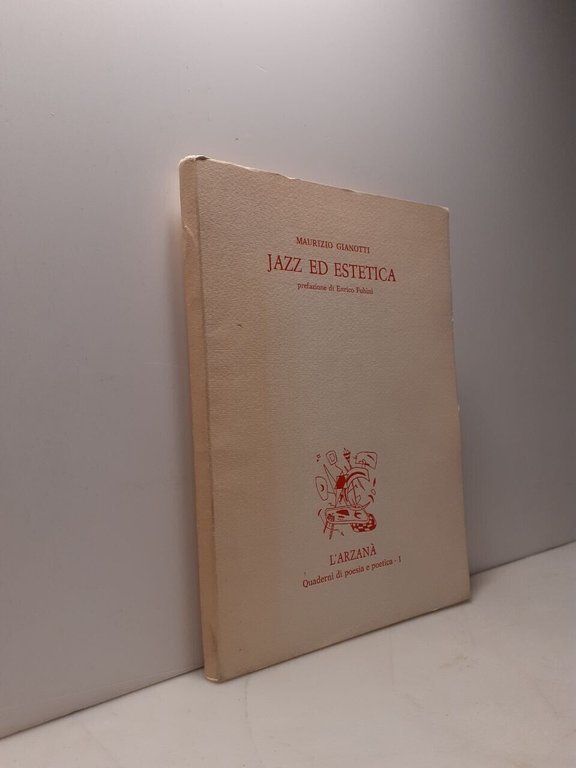 MAURIZIO GIANOTTI
JAZZ ED ESTETICA
prefazione di Enrico Fubini
L'ARZANÀ
Quaderni di poesia e poetica - 1